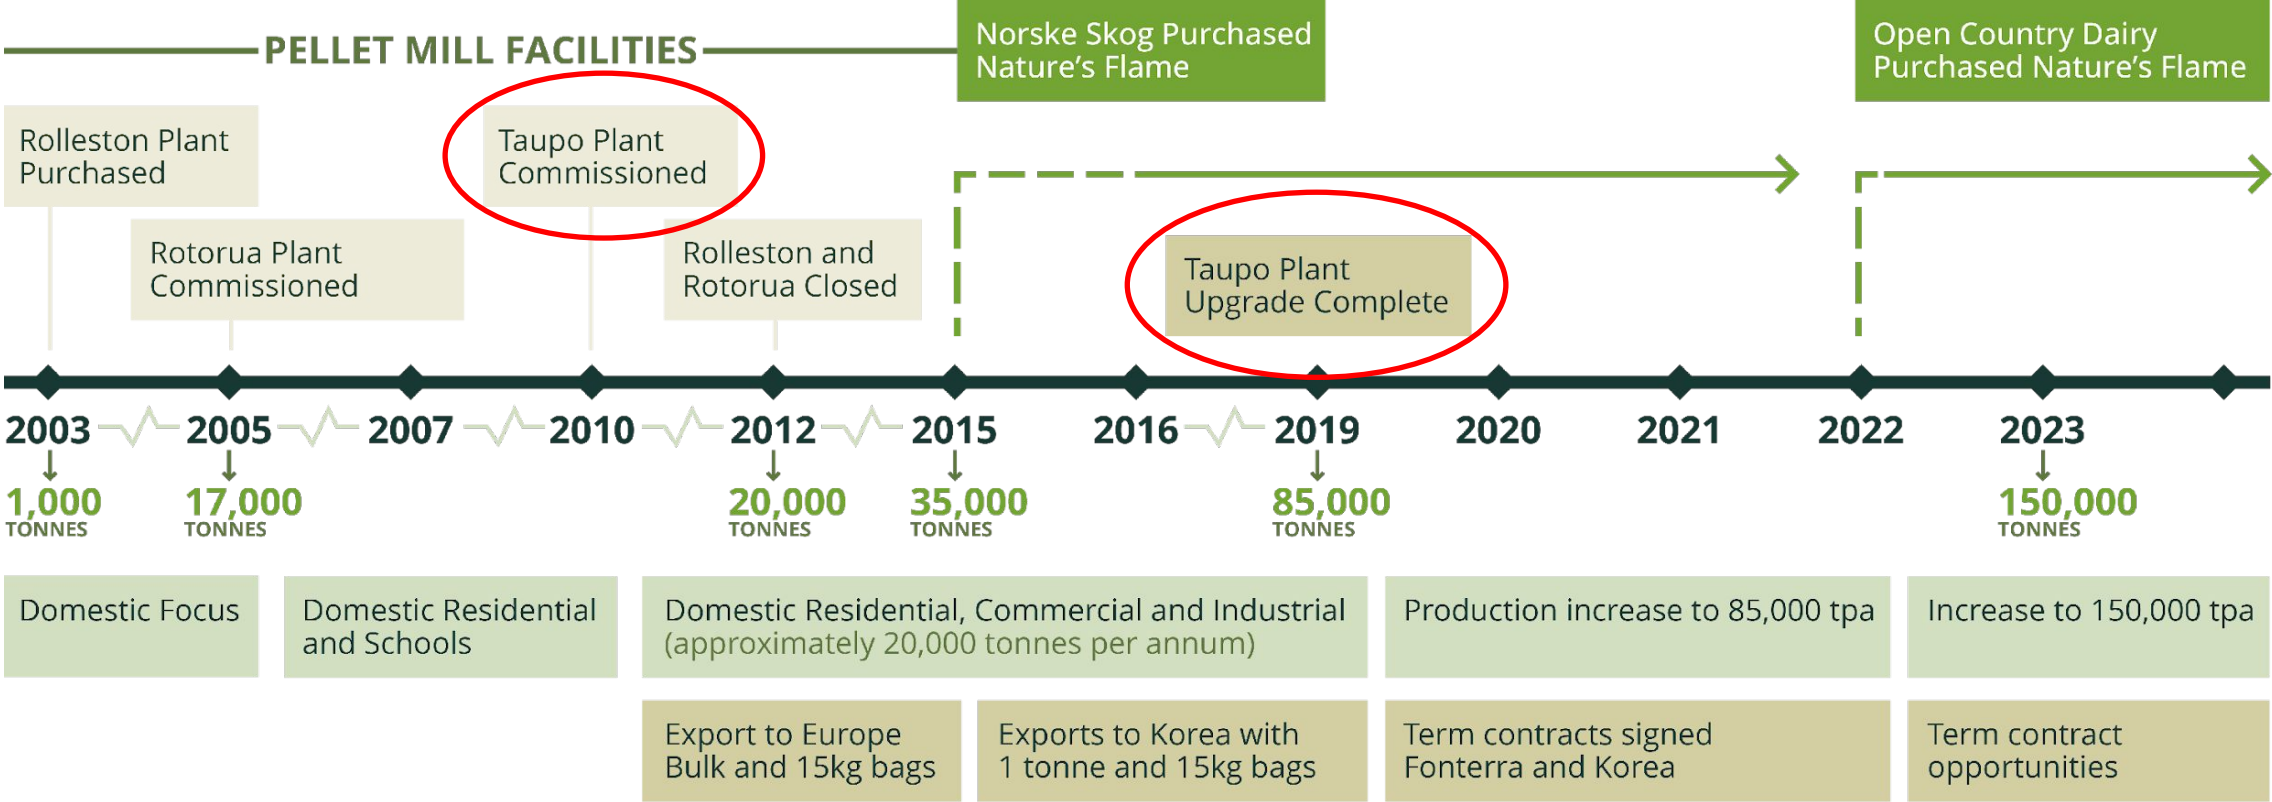 PELLET MILL FACILITIES
Norske Skog Purchased
Nature's Flame
Open Country Dairy
Purchased Nature's Flame
Rolleston Plant
Purchased
Taupo Plant
Commissioned
Rotorua Plant
Commissioned
Rolleston and
Rotorua Closed
Taupo Plant
Upgrade Complete
2003 2005 2007 2010 2012 2015 2016 2019 2020 2021 2022 2023
1,000 17,000 20,000 35,000 85,000 150,000
TONNES TONNES TONNES TONNES TONNES TONNES
Domestic Focus
Domestic Residential
and Schools
Domestic Residential, Commercial and Industrial
(approximately 20,000 tonnes per annum)
Production increase to 85,000 tpa
Increase to 150,000 tpa
Export to Europe
Bulk and 15kg bags
Exports to Korea with
1 tonne and 15kg bags
Term contracts signed
Fonterra and Korea
Term contract
opportunities